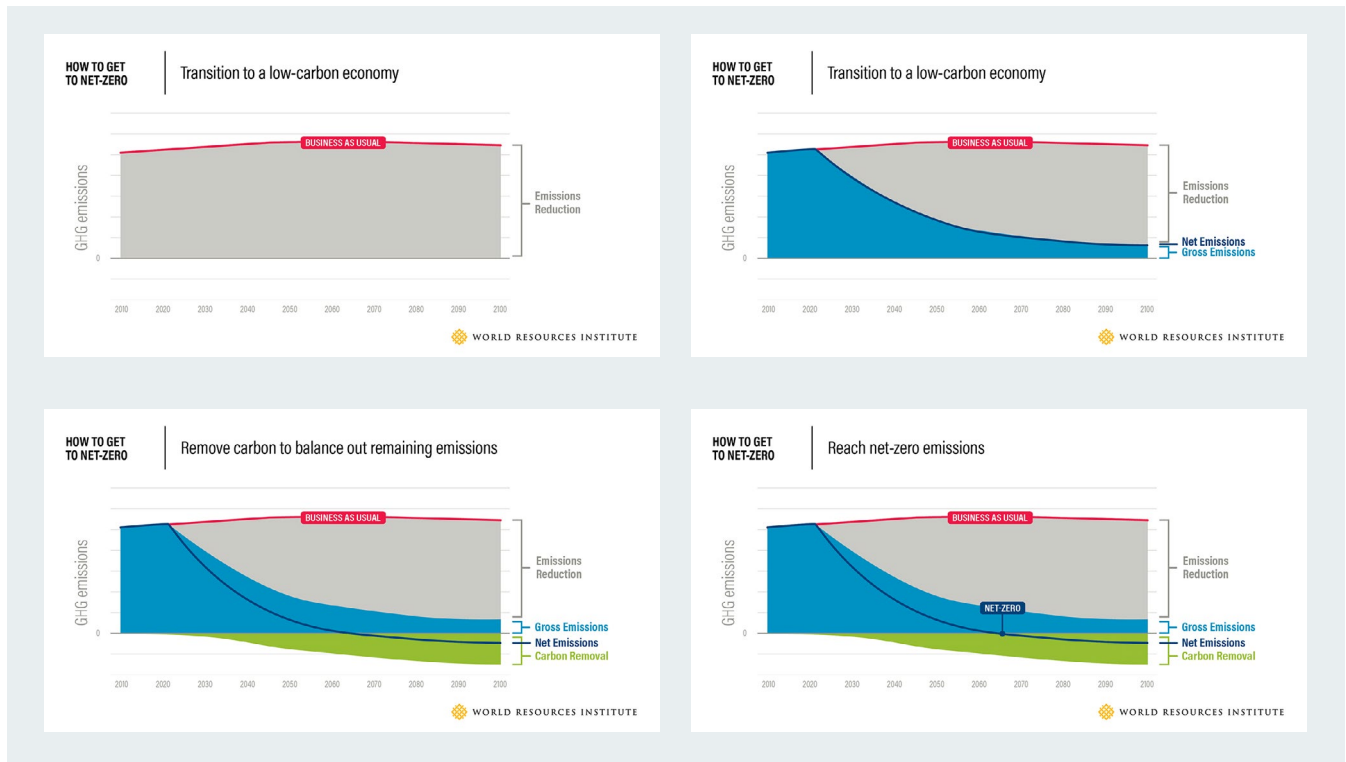 HOW TO GET
TO NET-ZERO
Transition to a low-carbon economy
BUSINESS AS USUAL
GHG emissions
Emissions
Reduction
0
2010 2020 2030 2040 2050 2060 2070 2080 2090 2100
WORLD RESOURCES INSTITUTE
HOW TO GET
TO NET-ZERO
Transition to a low-carbon economy
BUSINESS AS USUAL
GHG emissions
Emissions
Reduction
Net Emissions
Gross Emissions
0
2010 2020 2030 2040 2050 2060 2070 2080 2090 2100
WORLD RESOURCES INSTITUTE
HOW TO GET
TO NET-ZERO
Remove carbon to balance out remaining emissions
BUSINESS AS USUAL
GHG emissions
Emissions
Reduction
Gross Emissions
0
Net Emissions
Carbon Removal
2010 2020 2030 2040 2050 2060 2070 2080 2090 2100
WORLD RESOURCES INSTITUTE
HOW TO GET
TO NET-ZERO
Reach net-zero emissions
BUSINESS AS USUAL
GHG emissions
Emissions
Reduction
NET-ZERO
Gross Emissions
0
Net Emissions
Carbon Removal
2010 2020 2030 2040 2050 2060 2070 2080 2090 2100
WORLD RESOURCES INSTITUTE